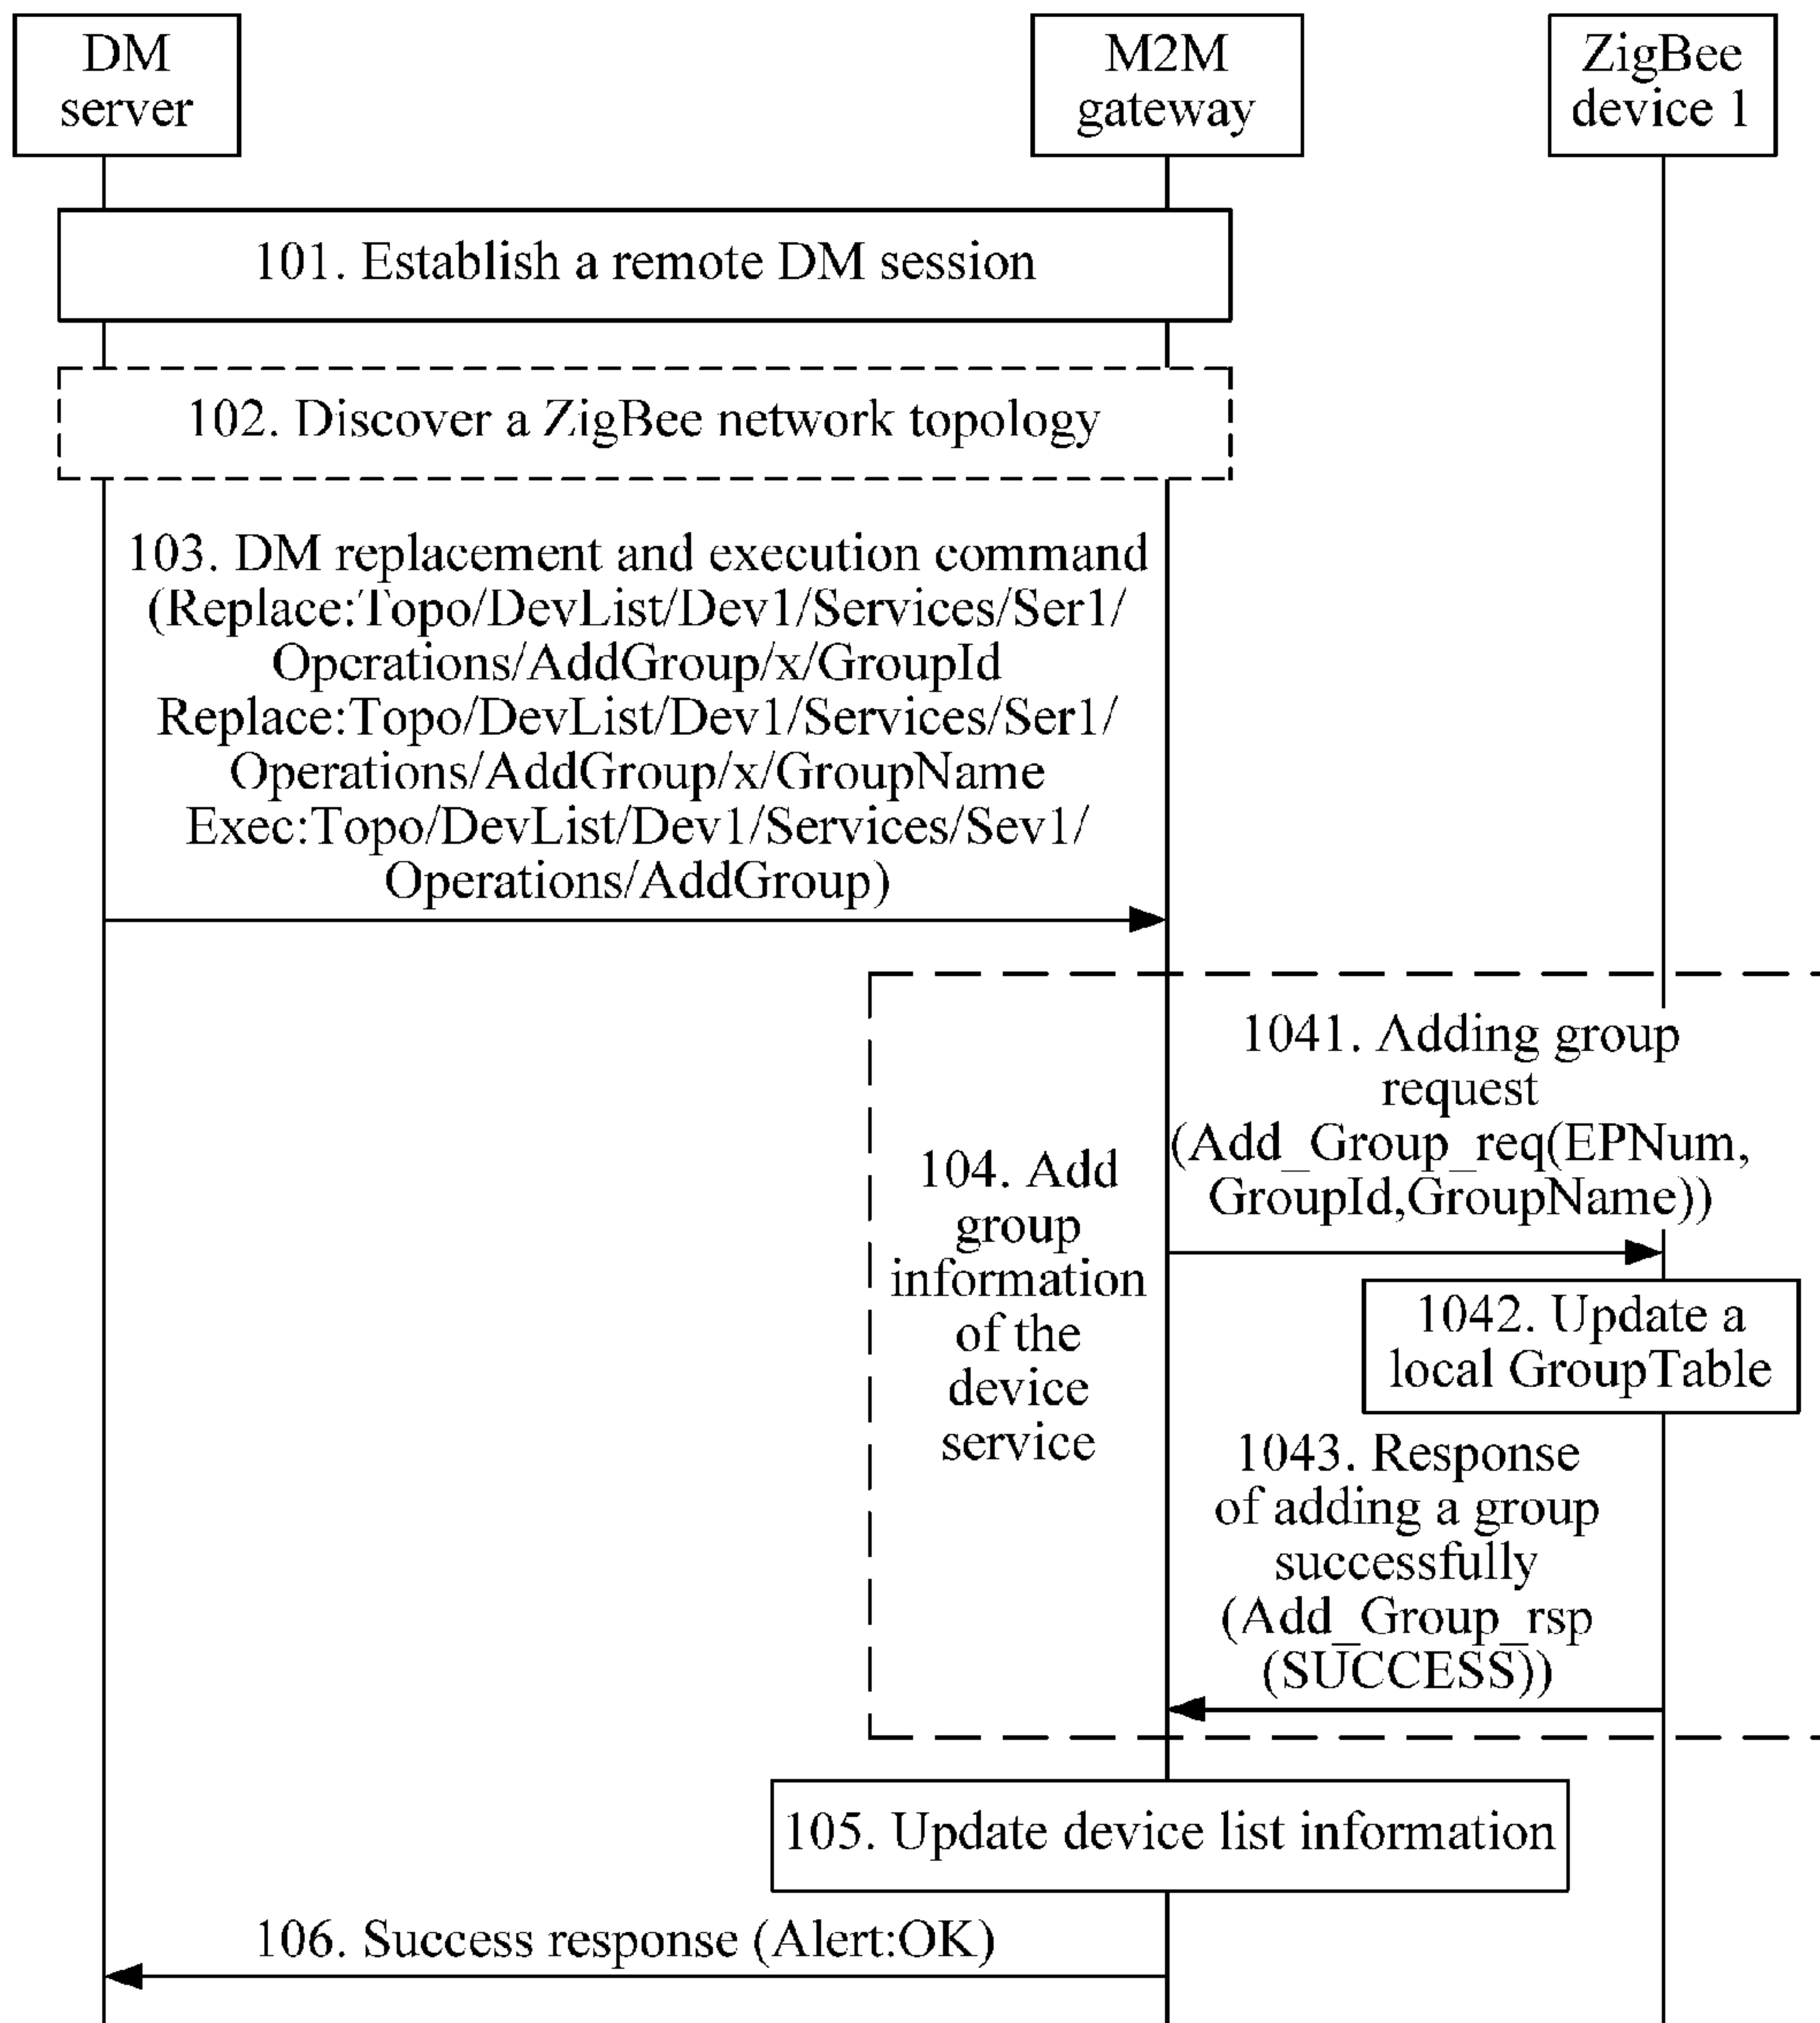 DM
server
M2M
gateway
ZigBee
device 1
101. Establish a remote DM session
102. Discover a ZigBee network topology
103. DM replacement and execution command
(Replace:Topo/DevList/Dev1/Services/Ser1/
Operations/AddGroup/x/GroupId
Replace:Topo/DevList/Dev1/Services/Ser1/
Operations/AddGroup/x/GroupName
Exec:Topo/DevList/Dev1/Services/Sev1/
Operations/AddGroup)
104. Add
group
information
of the
device
service
1041. Adding group
request
(Add_Group_req(EPNum,
GroupId,GroupName))
1042. Update a
local GroupTable
1043. Response
of adding a group
successfully
(Add_Group_rsp
(SUCCESS))
105. Update device list information
106. Success response (Alert:OK)